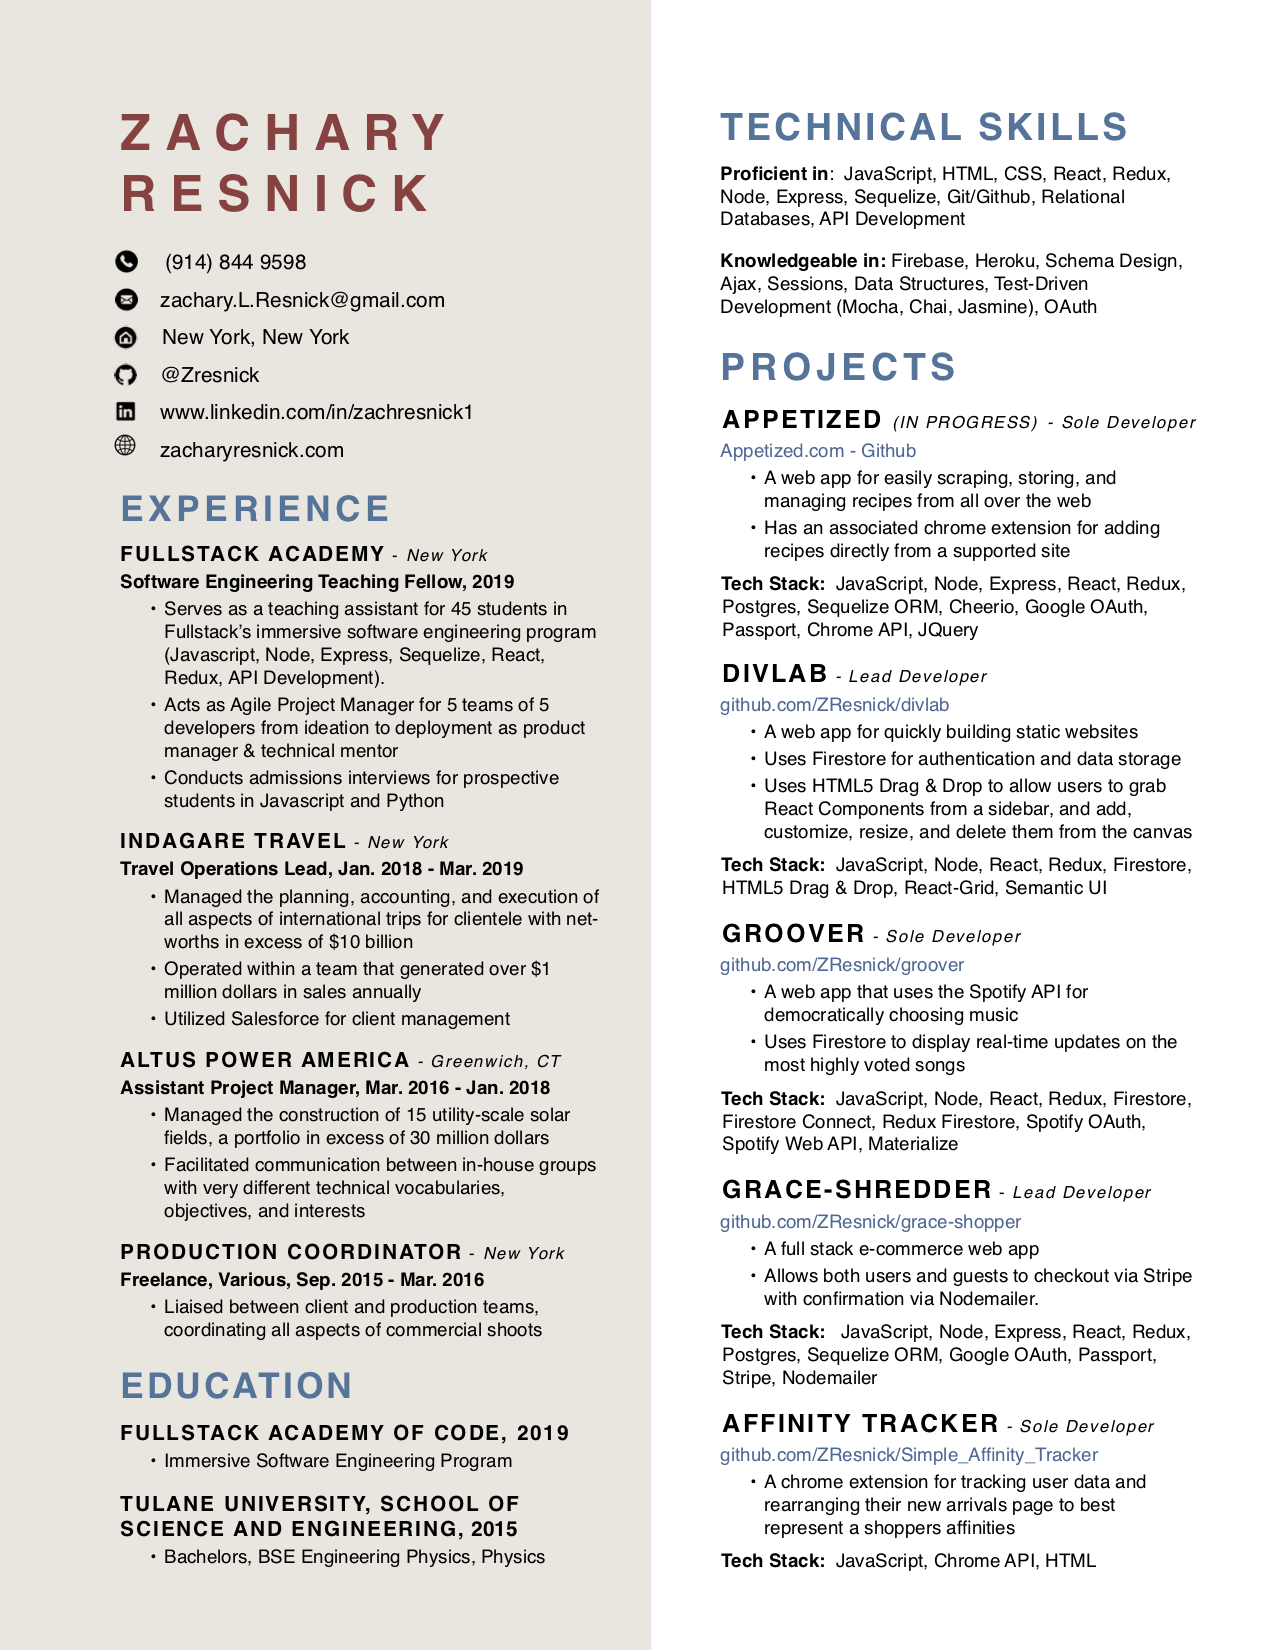 ZACHARY
RESNICK
(914) 844 9598
zachary.L.Resnick@gmail.com
New York, New York
@Zresnick
www.linkedin.com/in/zachresnick1
zacharyresnick.com
EXPERIENCE
FULLSTACK ACADEMY - New York
Software Engineering Teaching Fellow, 2019
• Serves as a teaching assistant for 45 students in
Fullstack's immersive software engineering program
(Javascript, Node, Express, Sequelize, React,
Redux, API Development).
• Acts as Agile Project Manager for 5 teams of 5
developers from ideation to deployment as product
manager & technical mentor
• Conducts admissions interviews for prospective
students in Javascript and Python
INDAGARE TRAVEL - New York
Travel Operations Lead, Jan. 2018 - Mar. 2019
• Managed the planning, accounting, and execution of
all aspects of international trips for clientele with net-
worths in excess of $10 billion
• Operated within a team that generated over $1
million dollars in sales annually
• Utilized Salesforce for client management
ALTUS POWER AMERICA - Greenwich, CT
Assistant Project Manager, Mar. 2016 - Jan. 2018
• Managed the construction of 15 utility-scale solar
fields, a portfolio in excess of 30 million dollars
• Facilitated communication between in-house groups
with very different technical vocabularies,
objectives, and interests
PRODUCTION COORDINATOR - New York
Freelance, Various, Sep. 2015 - Mar. 2016
• Liaised between client and production teams,
coordinating all aspects of commercial shoots
EDUCATION
FULLSTACK ACADEMY OF CODE, 2019
• Immersive Software Engineering Program
TULANE UNIVERSITY, SCHOOL OF
SCIENCE AND ENGINEERING, 2015
• Bachelors, BSE Engineering Physics, Physics
TECHNICAL SKILLS
Proficient in: JavaScript, HTML, CSS, React, Redux,
Node, Express, Sequelize, Git/Github, Relational
Databases, API Development
Knowledgeable in: Firebase, Heroku, Schema Design,
Ajax, Sessions, Data Structures, Test-Driven
Development (Mocha, Chai, Jasmine), OAuth
PROJECTS
APPETIZED (IN PROGRESS) - Sole Developer
Appetized.com - Github
• A web app for easily scraping, storing, and
managing recipes from all over the web
• Has an associated chrome extension for adding
recipes directly from a supported site
Tech Stack: JavaScript, Node, Express, React, Redux,
Postgres, Sequelize ORM, Cheerio, Google OAuth,
Passport, Chrome API, JQuery
DIVLAB - Lead Developer
github.com/ZResnick/divlab
• A web app for quickly building static websites
• Uses Firestore for authentication and data storage
• Uses HTML5 Drag & Drop to allow users to grab
React Components from a sidebar, and add,
customize, resize, and delete them from the canvas
Tech Stack: JavaScript, Node, React, Redux, Firestore,
HTML5 Drag & Drop, React-Grid, Semantic UI
GROOVER - Sole Developer
github.com/ZResnick/groover
• A web app that uses the Spotify API for
democratically choosing music
• Uses Firestore to display real-time updates on the
most highly voted songs
Tech Stack: JavaScript, Node, React, Redux, Firestore,
Firestore Connect, Redux Firestore, Spotify OAuth,
Spotify Web API, Materialize
GRACE-SHREDDER - Lead Developer
github.com/ZResnick/grace-shopper
• A full stack e-commerce web app
• Allows both users and guests to checkout via Stripe
with confirmation via Nodemailer.
Tech Stack: JavaScript, Node, Express, React, Redux,
Postgres, Sequelize ORM, Google OAuth, Passport,
Stripe, Nodemailer
AFFINITY TRACKER - Sole Developer
github.com/ZResnick/Simple_Affinity_Tracker
• A chrome extension for tracking user data and
rearranging their new arrivals page to best
represent a shoppers affinities
Tech Stack: JavaScript, Chrome API, HTML